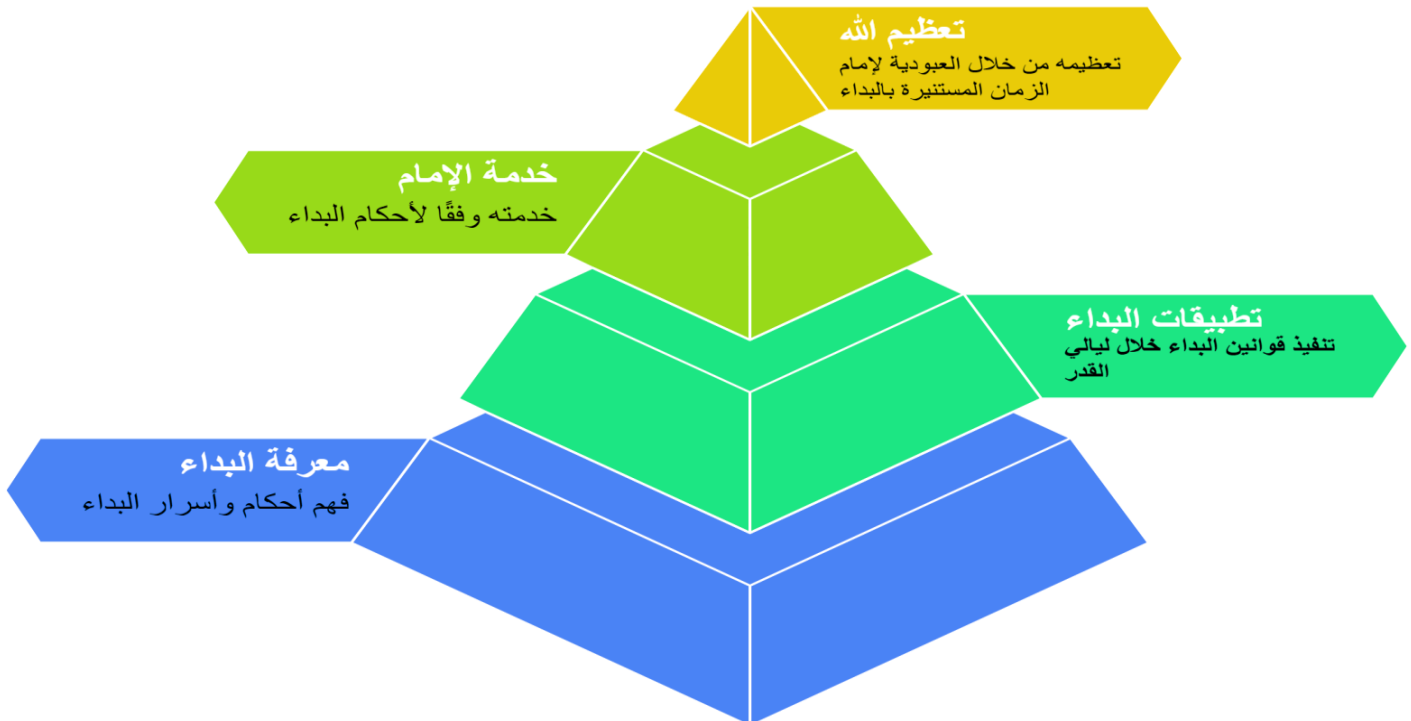 تعظيم الله
تعظيمه من خلال العبودية لإمام
الزمان المستنيرة بالبداء
خدمة الإمام
خدمته وفقًا لأحكام البداء
تطبيقات البداء
تنفيذ قوانين البداء خلال ليالي
القدر
معرفة البداء
فهم أحكام وأسرار البداء